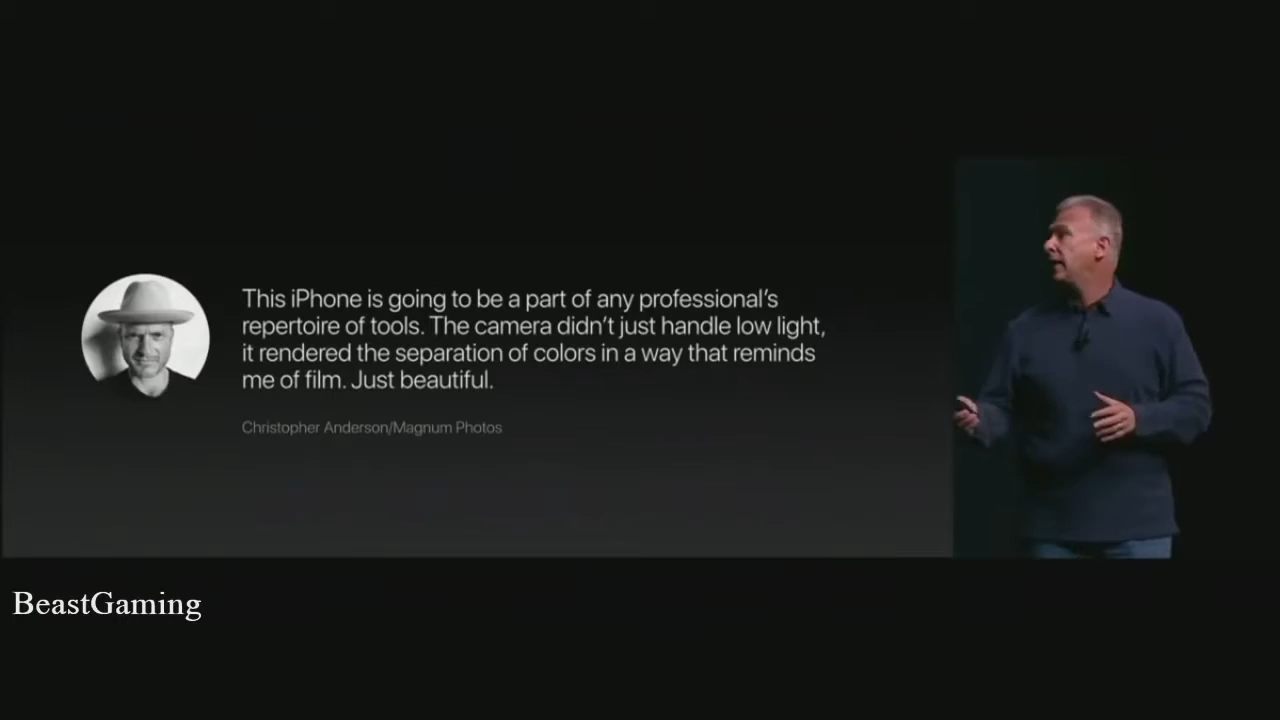 This iPhone is going to be a part of any professional's
repertoire of tools. The camera didn't just handle low light,
it rendered the separation of colors in a way that reminds
me of film. Just beautiful.
Christopher Anderson/Magnum Photos
BeastGaming